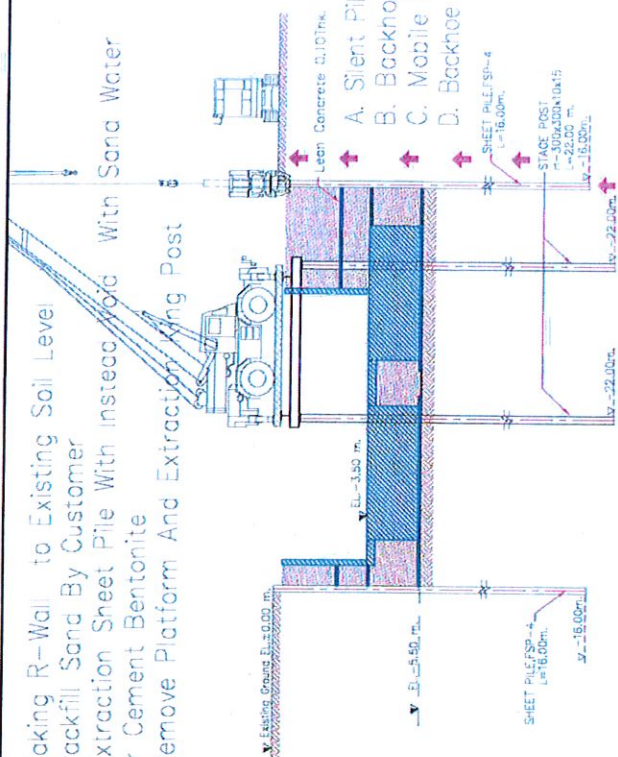 aking R-Wall to Existing Soil Level
ackfill Sand By Customer
xtraction Sheet Pile With Instead Void With Sand Water
r Cement Bentonite
emove Platform And Extraction King Post
A. Silent Pil
B. Backho
C. Mobile
D. Backhoe
Lean Concrete 0.10Thk.
SHEET PILE,FSP-4
L=16.00m.
STAGE POST
H-300x300x10x15
L=22.00 m.
-16.00m.
-22.00m.
-22.00m.
EL.-3.50 m.
Existing Ground EL.±0.00 m.
EL.-5.50 m.
SHEET PILE,FSP-4
L=16.00m.
-16.00m.